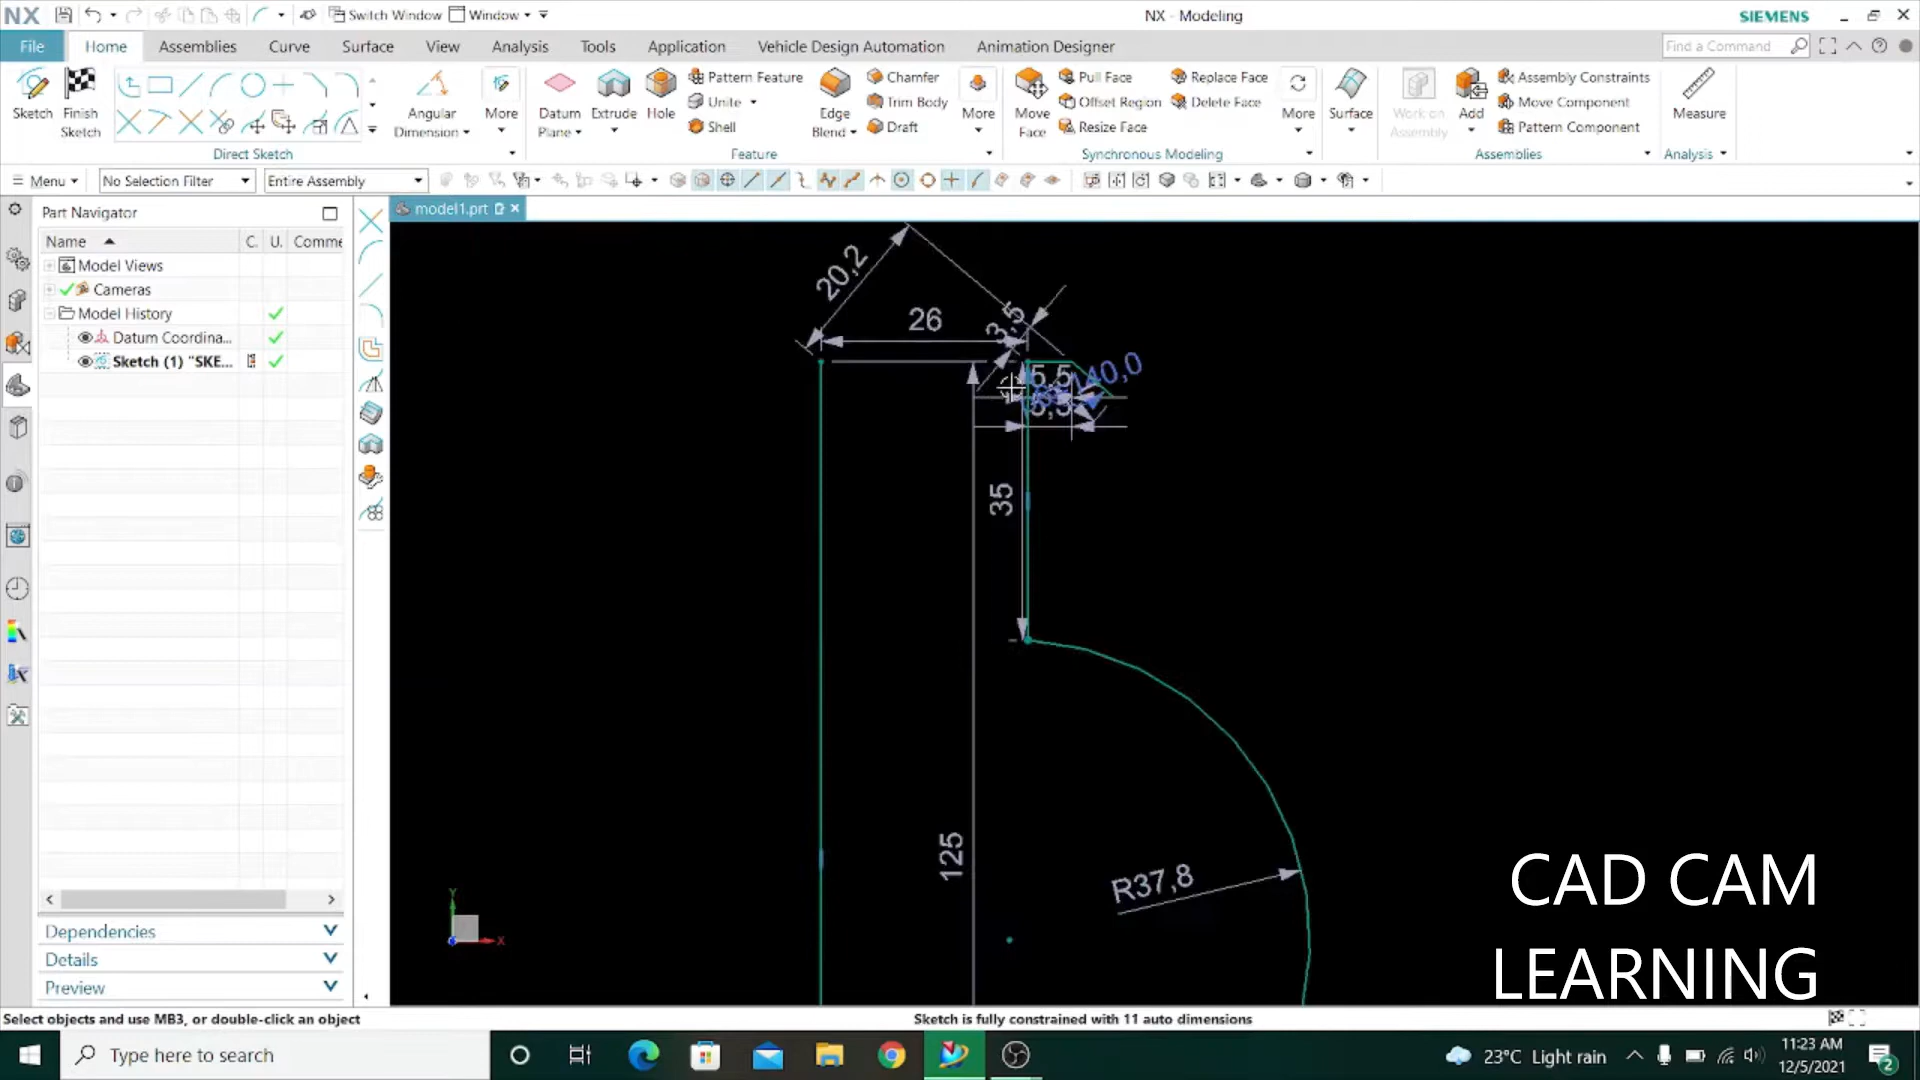 NX
Switch Window
Window
NX - Modeling
SIEMENS
File
Home
Assemblies
Curve
Surface
View
Analysis
Tools
Application
Vehicle Design Automation
Animation Designer
Find a Command
Pattern Feature
Chamfer
Pull Face
Replace Face
Assembly Constraints
Unite
Trim Body
Offset Region
Delete Face
Move Component
Shell
Draft
Resize Face
Pattern Component
Sketch
Finish Sketch
Angular Dimension
More
Datum Plane
Extrude
Hole
Edge Blend
More
Move Face
More
Surface
Work on Assembly
Add
Measure
Direct Sketch
Feature
Synchronous Modeling
Assemblies
Analysis
Menu
No Selection Filter
Entire Assembly
Part Navigator
model1.prt
Name
C.
U.
Comme
Model Views
Cameras
Model History
Datum Coordina...
Sketch (1) "SKE...
20,2
26
3,5
5,5
140,0
5,5
35
125
R37,8
Y
X
Dependencies
Details
Preview
CAD CAM
LEARNING
Select objects and use MB3, or double-click an object
Sketch is fully constrained with 11 auto dimensions
Type here to search
23°C Light rain
11:23 AM
12/5/2021
2